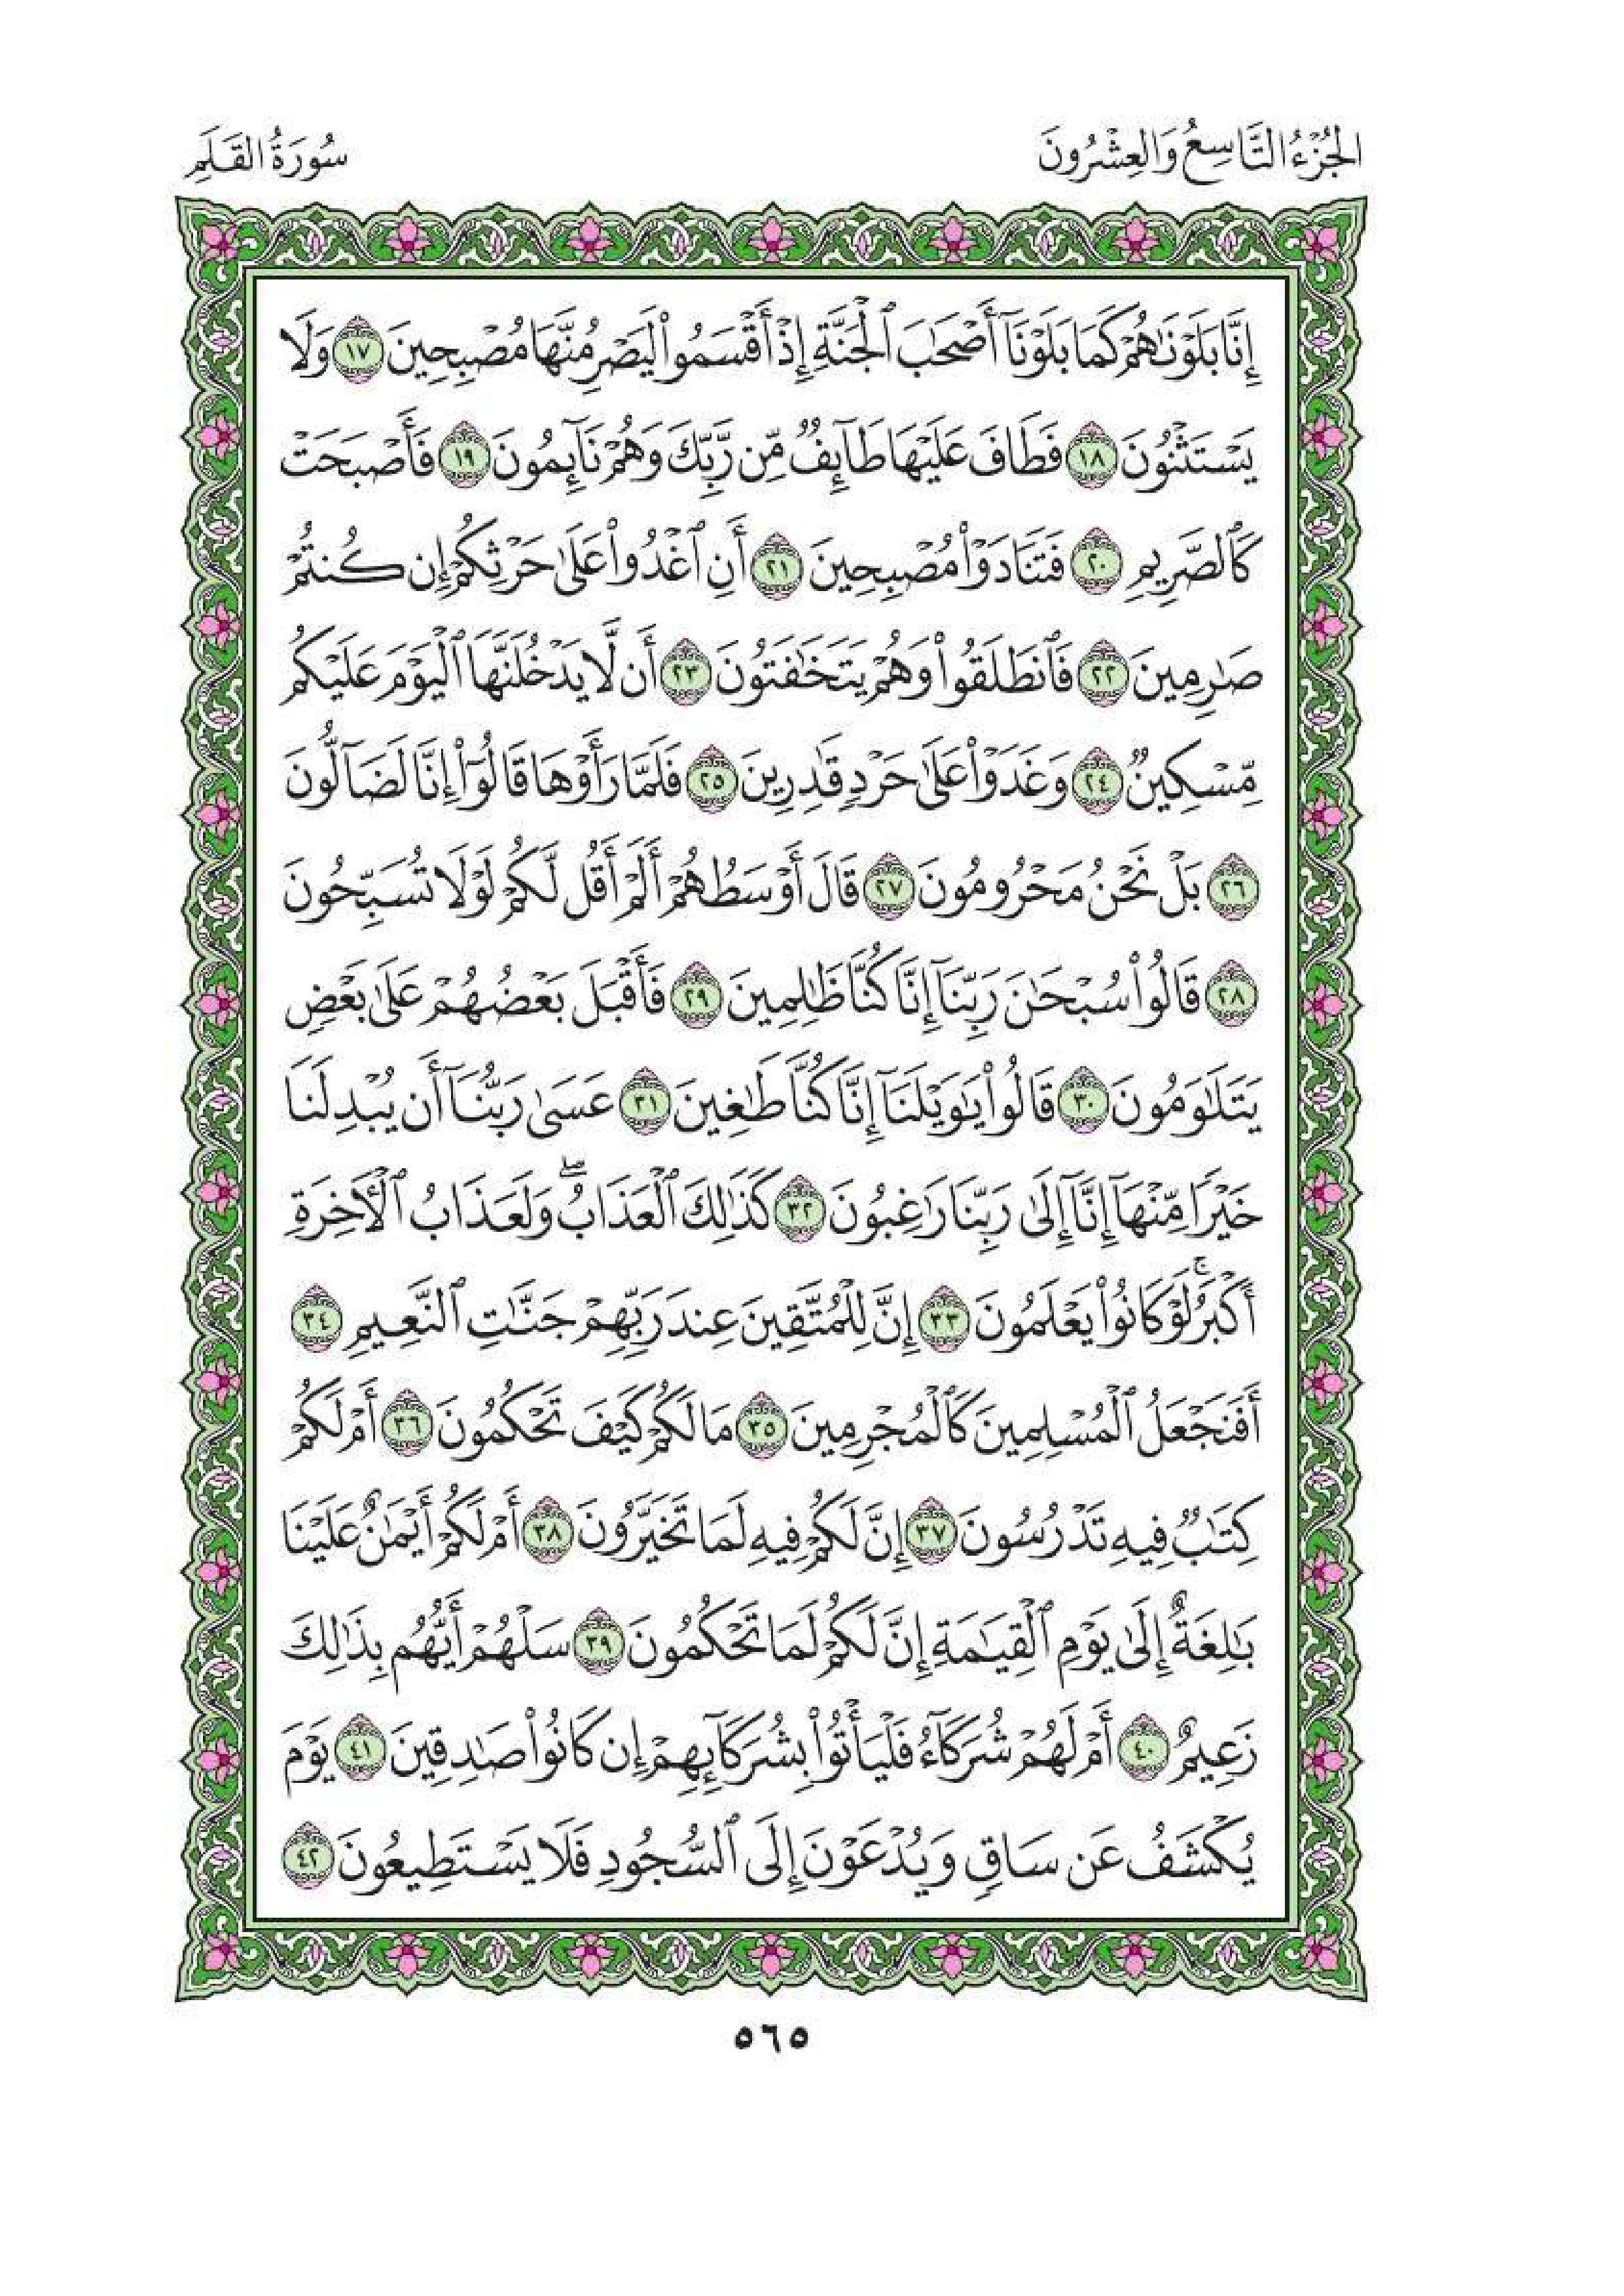 الجُزْءُ التَّاسِعُ وَالعِشْرُونَ
سُورَةُ القَلَمِ
إِنَّا بَلَوْنَٰهُمْ كَمَا بَلَوْنَآ أَصْحَٰبَ ٱلْجَنَّةِ إِذْ أَقْسَمُوا۟ لَيَصْرِمُنَّهَا مُصْبِحِينَ ١٧ وَلَا
يَسْتَثْنُونَ ١٨ فَطَافَ عَلَيْهَا طَآئِفٌ مِّن رَّبِّكَ وَهُمْ نَآئِمُونَ ١٩ فَأَصْبَحَتْ
كَٱلصَّرِيمِ ٢٠ فَتَنَادَوْا۟ مُصْبِحِينَ ٢١ أَنِ ٱغْدُوا۟ عَلَىٰ حَرْثِكُمْ إِن كُنتُمْ
صَٰرِمِينَ ٢٢ فَٱنطَلَقُوا۟ وَهُمْ يَتَخَٰفَتُونَ ٢٣ أَن لَّا يَدْخُلَنَّهَا ٱلْيَوْمَ عَلَيْكُم
مِّسْكِينٌ ٢٤ وَغَدَوْا۟ عَلَىٰ حَرْدٍ قَٰدِرِينَ ٢٥ فَلَمَّا رَأَوْهَا قَالُوٓا۟ إِنَّا لَضَآلُّونَ
٢٦ بَلْ نَحْنُ مَحْرُومُونَ ٢٧ قَالَ أَوْسَطُهُمْ أَلَمْ أَقُل لَّكُمْ لَوْلَا تُسَبِّحُونَ
٢٨ قَالُوا۟ سُبْحَٰنَ رَبِّنَآ إِنَّا كُنَّا ظَٰلِمِينَ ٢٩ فَأَقْبَلَ بَعْضُهُمْ عَلَىٰ بَعْضٍ
يَتَلَٰوَمُونَ ٣٠ قَالُوا۟ يَٰوَيْلَنَآ إِنَّا كُنَّا طَٰغِينَ ٣١ عَسَىٰ رَبُّنَآ أَن يُبْدِلَنَا
خَيْرًا مِّنْهَآ إِنَّآ إِلَىٰ رَبِّنَا رَٰغِبُونَ ٣٢ كَذَٰلِكَ ٱلْعَذَابُ ۖ وَلَعَذَابُ ٱلْءَاخِرَةِ
أَكْبَرُ ۚ لَوْ كَانُوا۟ يَعْلَمُونَ ٣٣ إِنَّ لِلْمُتَّقِينَ عِندَ رَبِّهِمْ جَنَّٰتِ ٱلنَّعِيمِ ٣٤
أَفَنَجْعَلُ ٱلْمُسْلِمِينَ كَٱلْمُجْرِمِينَ ٣٥ مَا لَكُمْ كَيْفَ تَحْكُمُونَ ٣٦ أَمْ لَكُمْ
كِتَٰبٌ فِيهِ تَدْرُسُونَ ٣٧ إِنَّ لَكُمْ فِيهِ لَمَا تَخَيَّرُونَ ٣٨ أَمْ لَكُمْ أَيْمَٰنٌ عَلَيْنَا
بَٰلِغَةٌ إِلَىٰ يَوْمِ ٱلْقِيَٰمَةِ إِنَّ لَكُمْ لَمَا تَحْكُمُونَ ٣٩ سَلْهُمْ أَيُّهُم بِذَٰلِكَ
زَعِيمٌ ٤٠ أَمْ لَهُمْ شُرَكَآءُ فَلْيَأْتُوا۟ بِشُرَكَآئِهِمْ إِن كَانُوا۟ صَٰدِقِينَ ٤١ يَوْمَ
يُكْشَفُ عَن سَاقٍ وَيُدْعَوْنَ إِلَى ٱلسُّجُودِ فَلَا يَسْتَطِيعُونَ ٤٢
٥٦٥